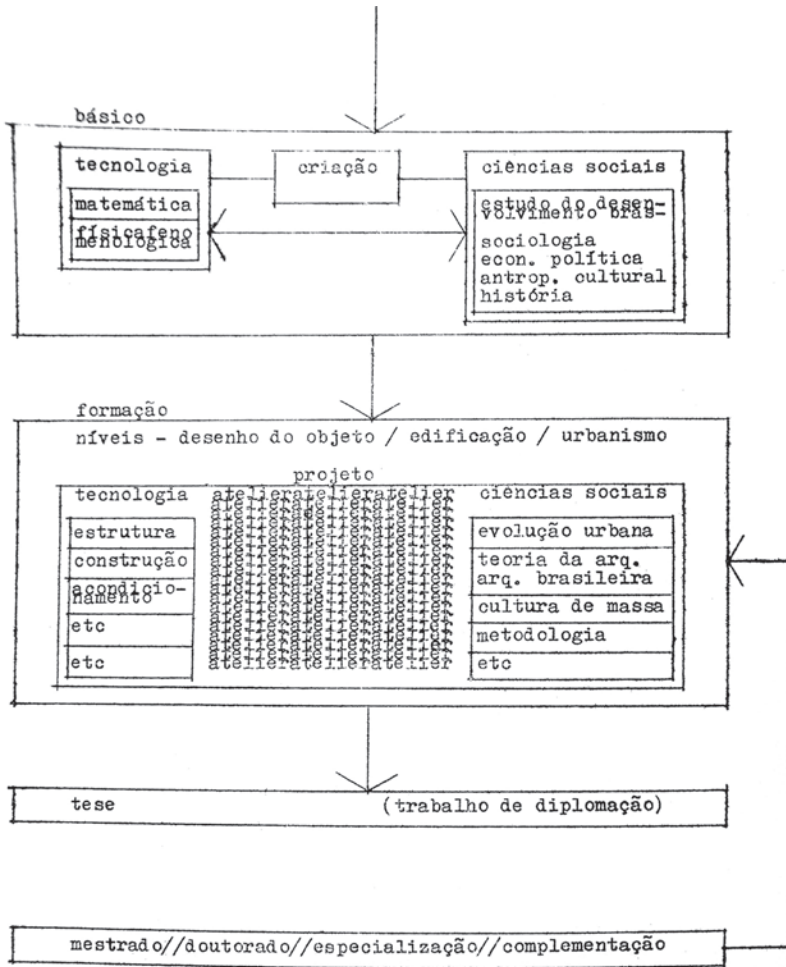 básico
tecnologia
matemática
físicafeno
menológica
criação
ciências sociais
estudo do desen-
volvimento bras-
sociologia
econ. política
antrop. cultural
história
formação
níveis - desenho do objeto / edificação / urbanismo
projeto
tecnologia
estrutura
construção
acondicio-
namento
etc
etc
atelieratelieratelier
atelieratelieratelier
ciências sociais
evolução urbana
teoria da arq.
arq. brasileira
cultura de massa
metodologia
etc
tese (trabalho de diplomação)
mestrado//doutorado//especialização//complementação